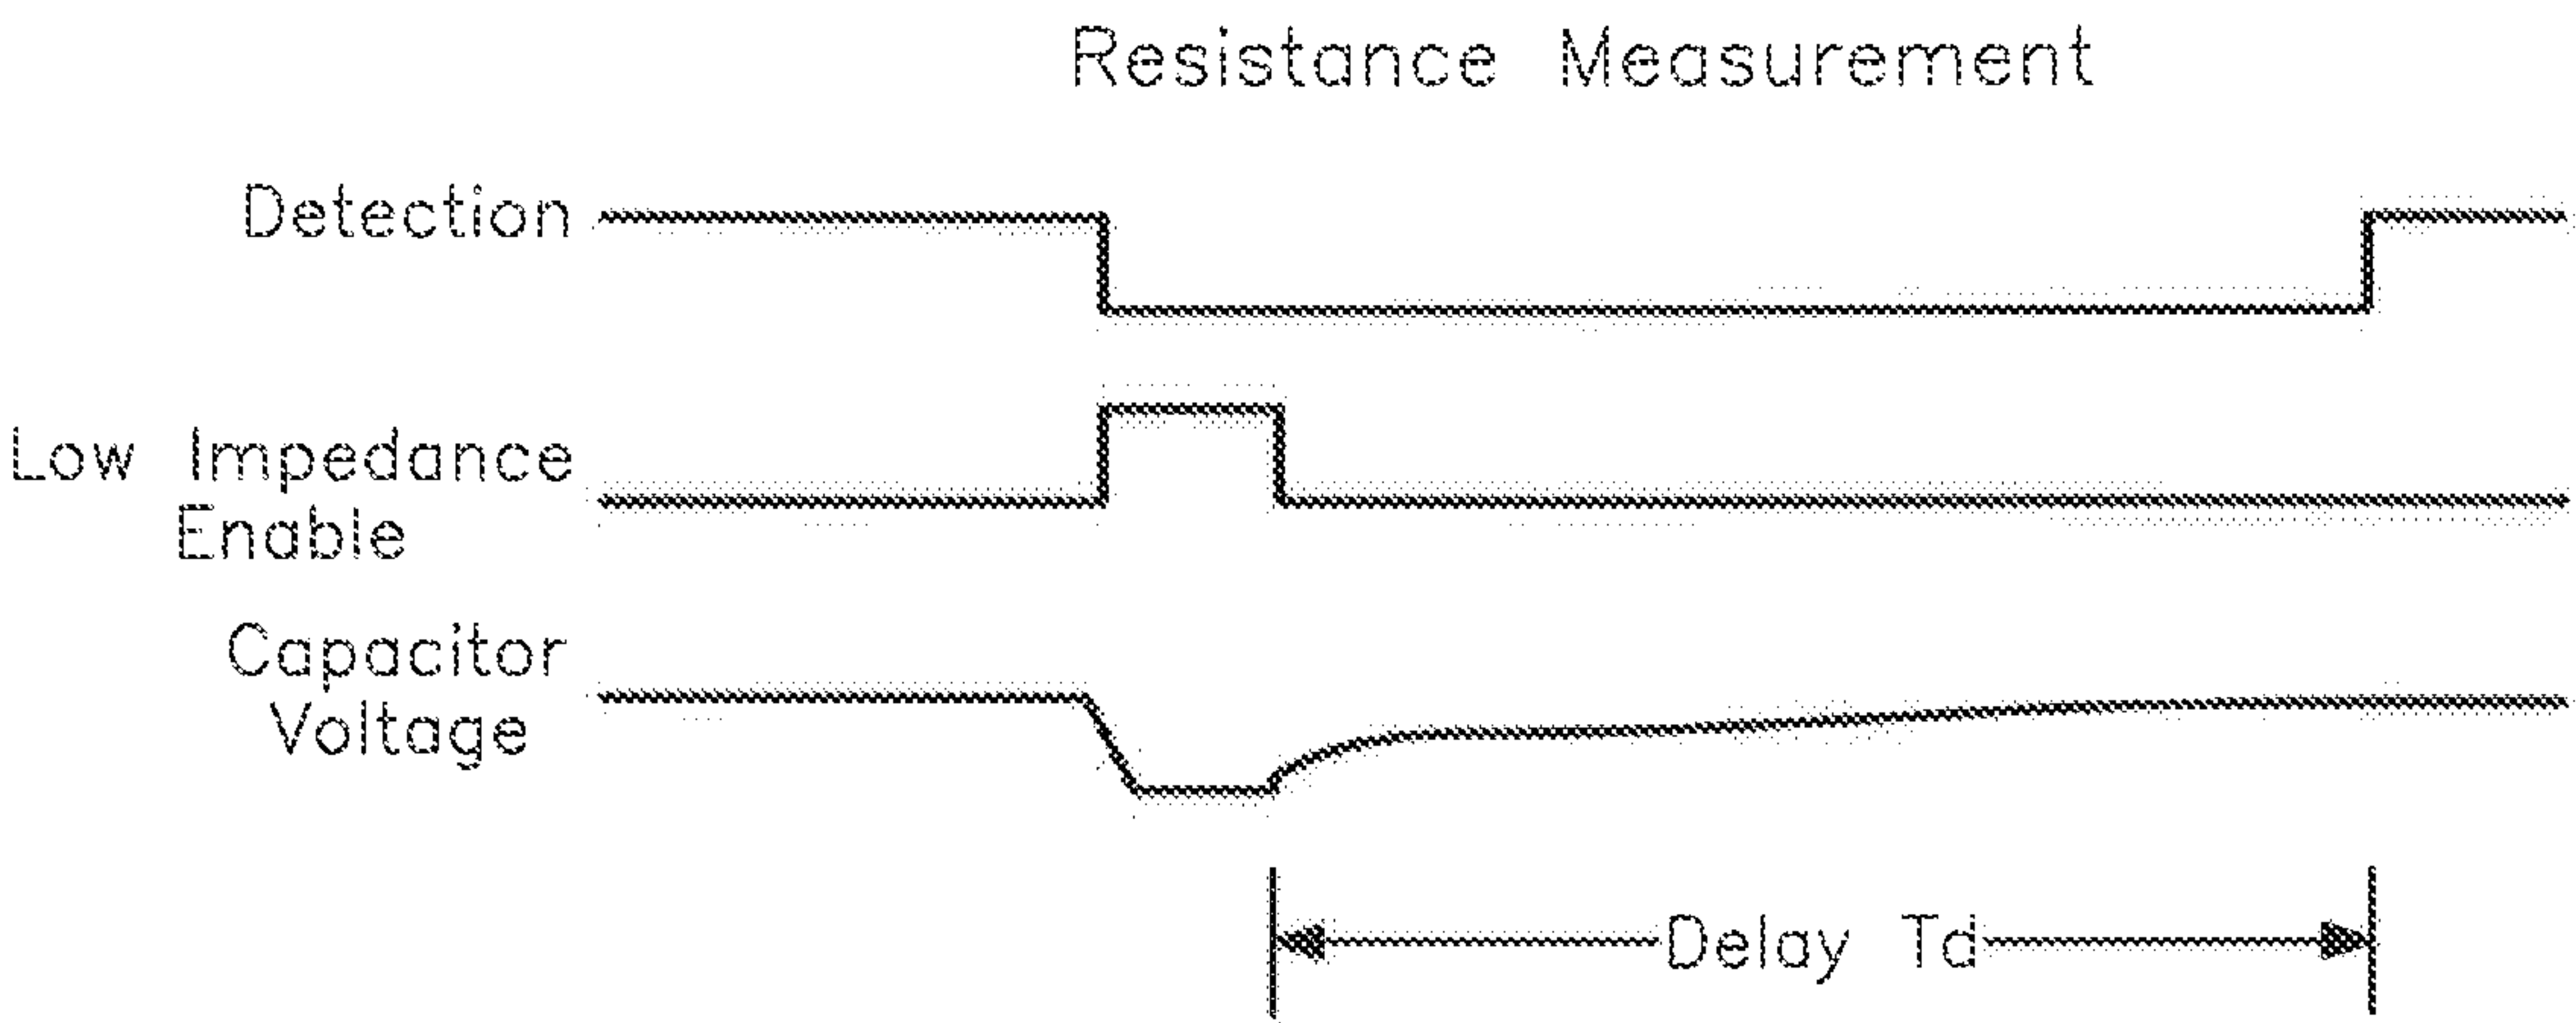 Resistance Measurement
Detection
Low Impedance
Enable
Capacitor
Voltage
Delay Td